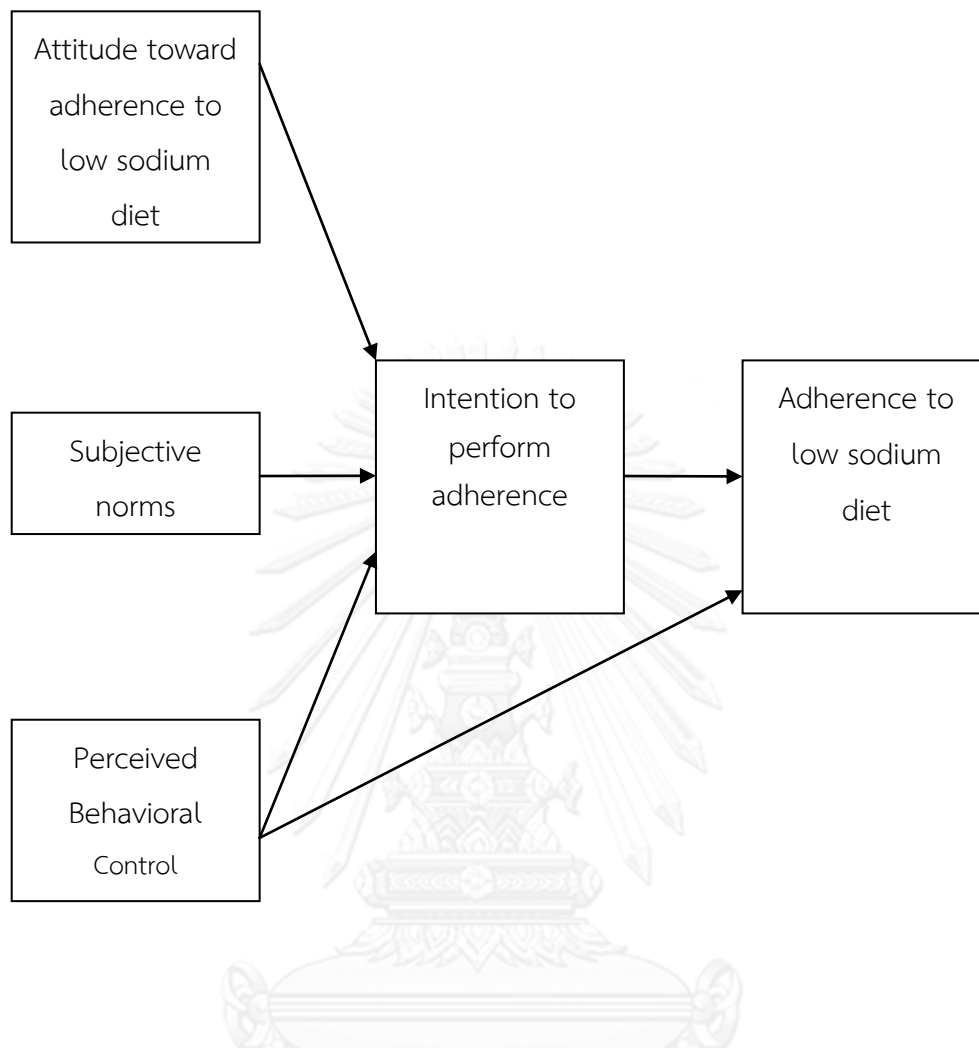 Attitude toward
adherence to
low sodium
diet
Subjective
norms
Perceived
Behavioral
Control
Intention to
perform
adherence
Adherence to
low sodium
diet